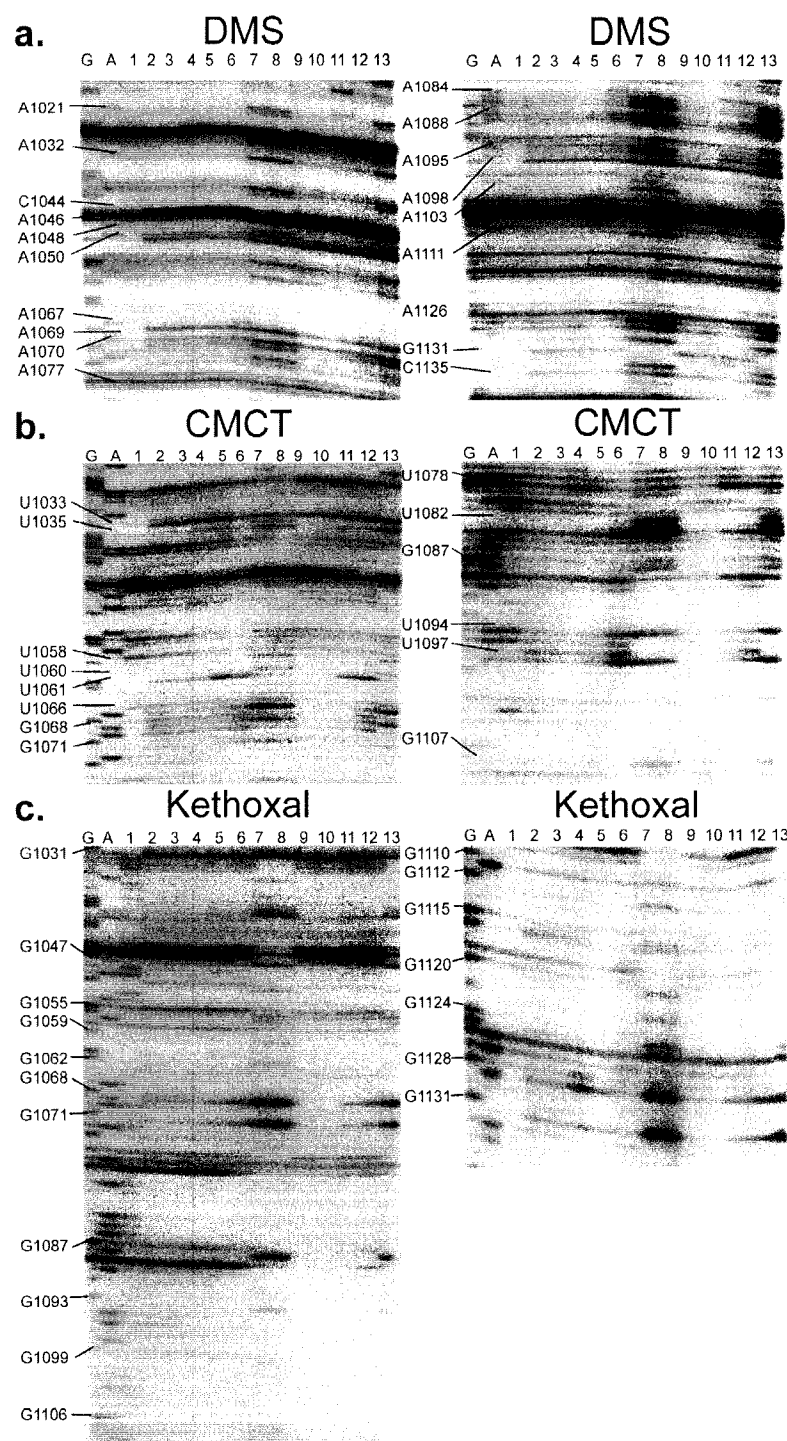 a.
DMS
G A 1 2 3 4 5 6 7 8 9 10 11 12 13
A1021
A1032
C1044
A1046
A1048
A1050
A1067
A1069
A1070
A1077
DMS
G A 1 2 3 4 5 6 7 8 9 10 11 12 13
A1084
A1088
A1095
A1098
A1103
A1111
A1126
G1131
C1135
b.
CMCT
G A 1 2 3 4 5 6 7 8 9 10 11 12 13
U1033
U1035
U1058
U1060
U1061
U1066
G1068
G1071
CMCT
G A 1 2 3 4 5 6 7 8 9 10 11 12 13
U1078
U1082
G1087
U1094
U1097
G1107
c.
Kethoxal
G A 1 2 3 4 5 6 7 8 9 10 11 12 13
G1031
G1047
G1055
G1059
G1062
G1068
G1071
G1087
G1093
G1099
G1106
Kethoxal
G A 1 2 3 4 5 6 7 8 9 10 11 12 13
G1110
G1112
G1115
G1120
G1124
G1128
G1131